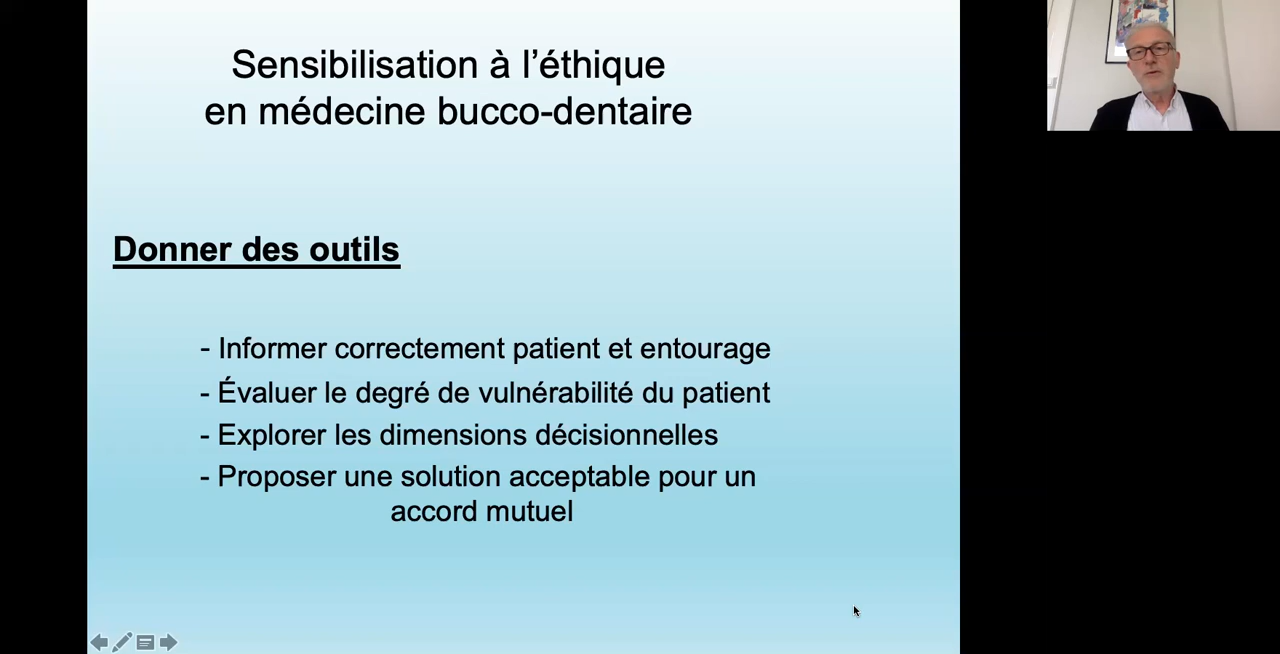 Sensibilisation à l’éthique
en médecine bucco-dentaire
Donner des outils
- Informer correctement patient et entourage
- Évaluer le degré de vulnérabilité du patient
- Explorer les dimensions décisionnelles
- Proposer une solution acceptable pour un
accord mutuel